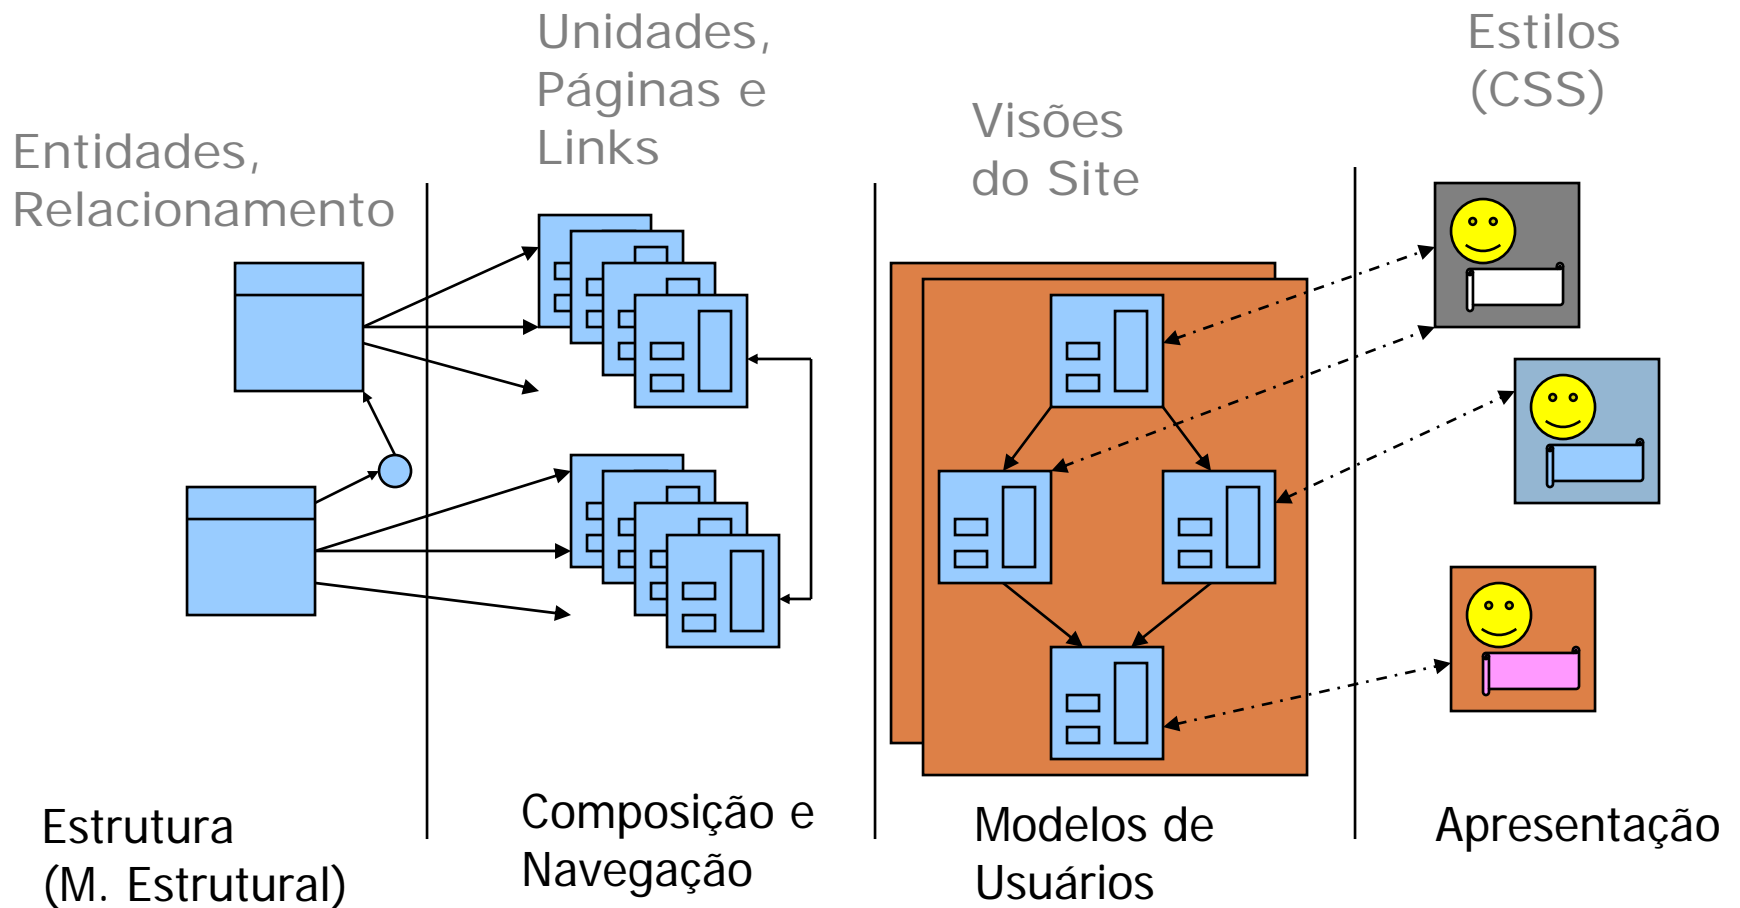 Entidades,
Relacionamento
Unidades,
Páginas e
Links
Visões
do Site
Estilos
(CSS)
Estrutura
(M. Estrutural)
Composição e
Navegação
Modelos de
Usuários
Apresentação